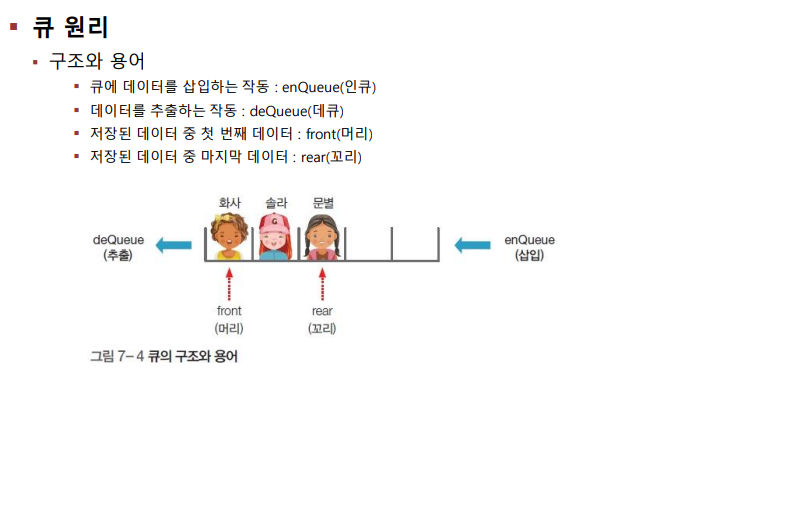 큐 원리
구조와 용어
큐에 데이터를 삽입하는 작동 : enQueue(인큐)
데이터를 추출하는 작동 : deQueue(데큐)
저장된 데이터 중 첫 번째 데이터 : front(머리)
저장된 데이터 중 마지막 데이터 : rear(꼬리)
화사 솔라 문별
G
deQueue
(추출)
enQueue
(삽입)
front
(머리)
rear
(꼬리)
그림 7-4 큐의 구조와 용어